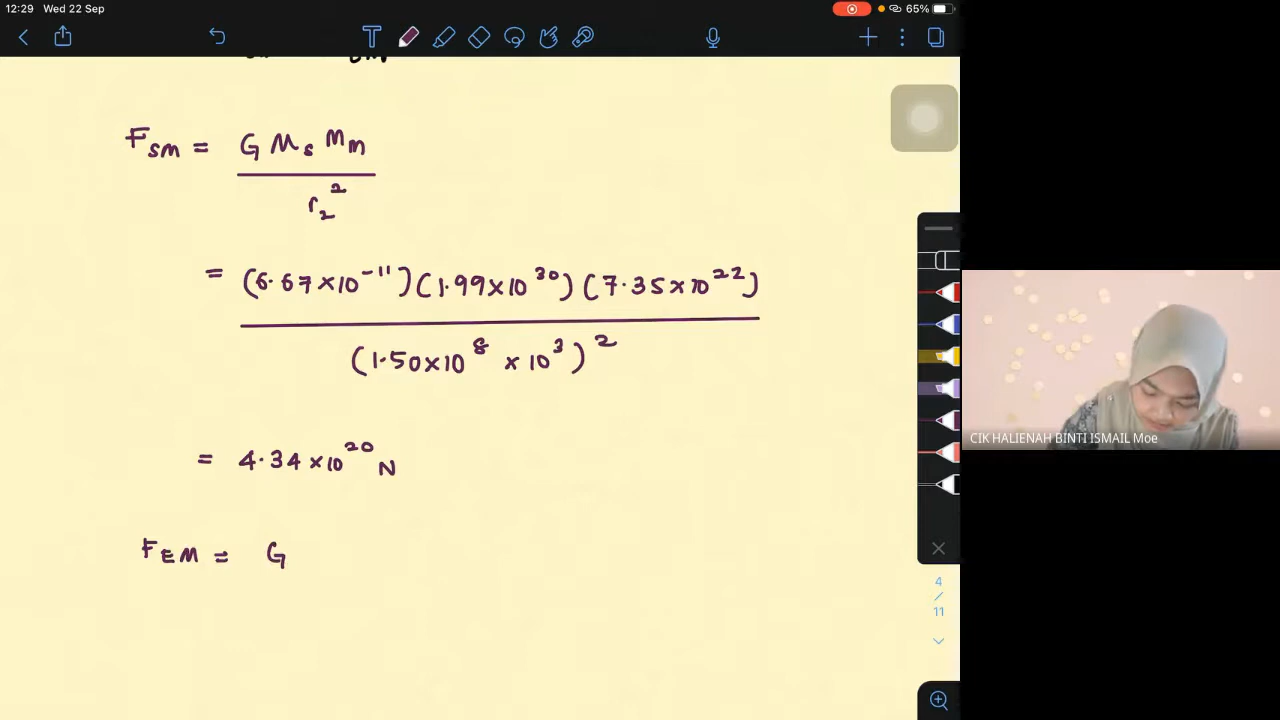 12:29 Wed 22 Sep
65%
T
F_SM = G M_s M_m
r_2^2
= (6.67×10^-11)(1.99×10^30)(7.35×10^22)
(1.50×10^8 × 10^3)^2
= 4.34×10^20 N
F_EM = G
CIK HALIENAH BINTI ISMAIL Moe
4
/
11